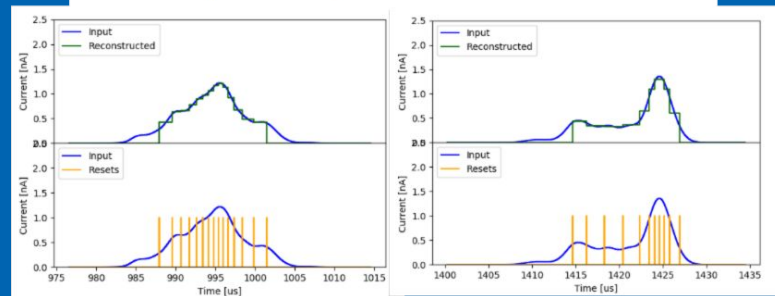 2.5
2.0
1.5
1.0
0.5
Current [nA]
Input
Reconstructed
2.0
1.5
1.0
0.5
0.0
Current [nA]
Input
Resets
975 980 985 990 995 1000 1005 1010 1015
Time [us]
2.5
2.0
1.5
1.0
0.5
Current [nA]
Input
Reconstructed
2.0
1.5
1.0
0.5
0.0
Current [nA]
Input
Resets
1400 1405 1410 1415 1420 1425 1430 1435
Time [us]